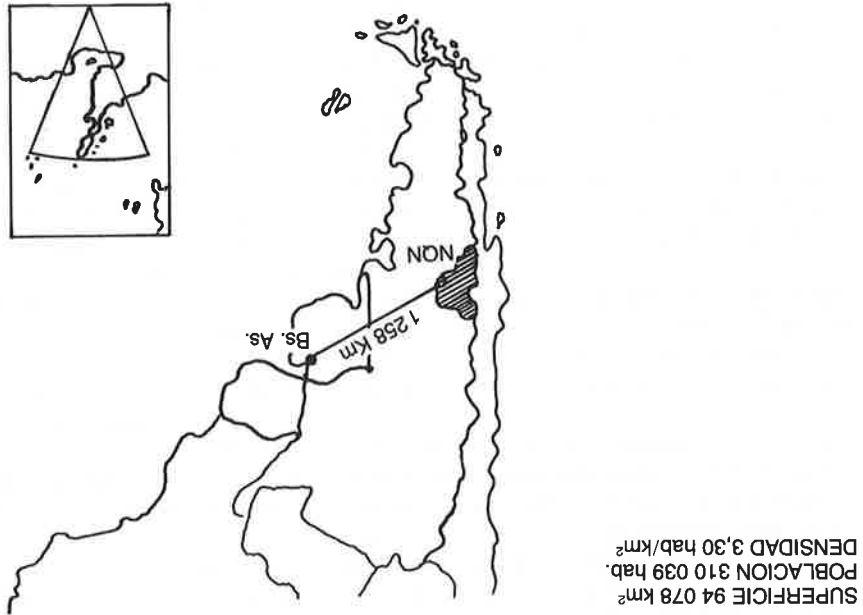 SUPERFICIE 94 078 km²
POBLACION 310 039 hab.
DENSIDAD 3,30 hab/km²
Bs. As.
1 258 Km
NQN